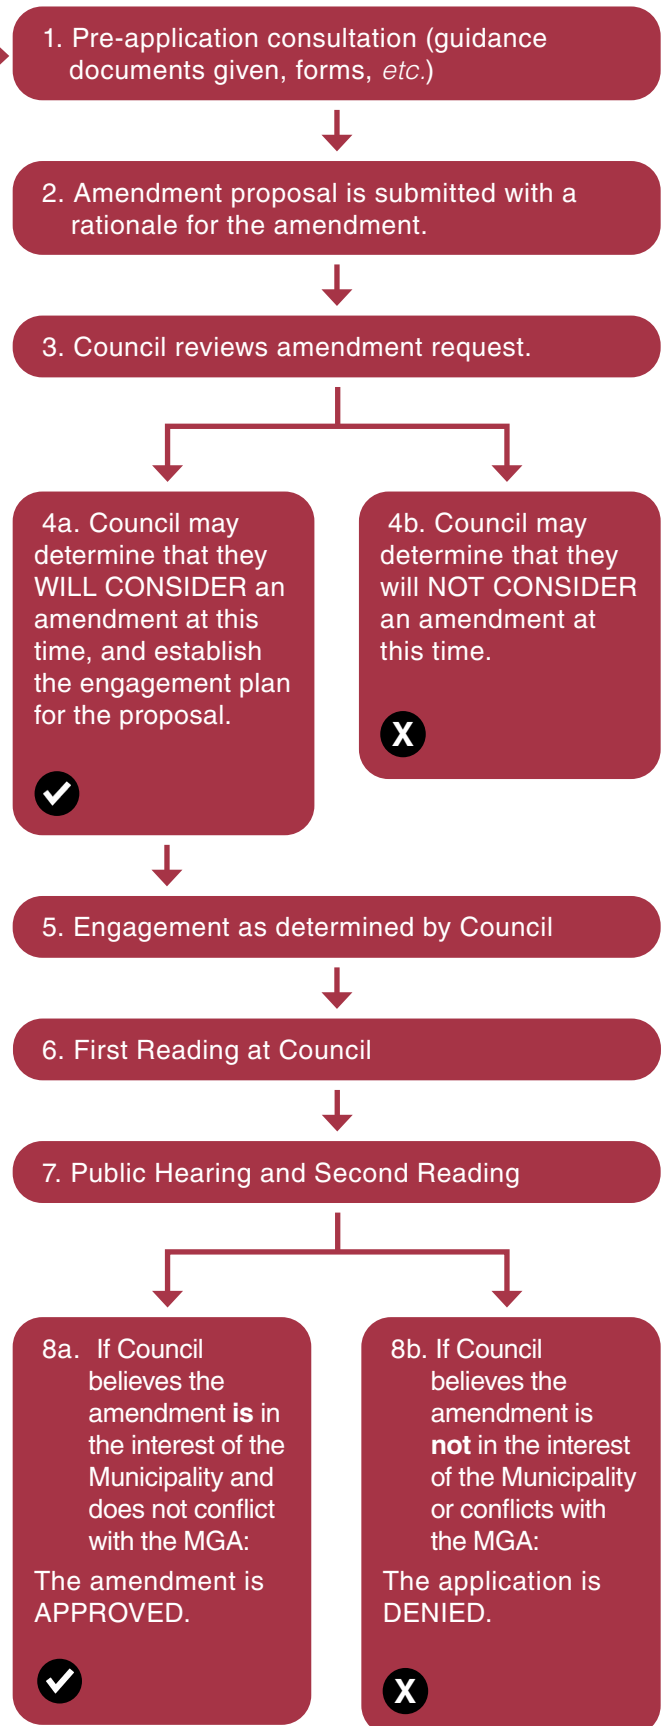 1. Pre-application consultation (guidance
documents given, forms, etc.)
2. Amendment proposal is submitted with a
rationale for the amendment.
3. Council reviews amendment request.
4a. Council may
determine that they
WILL CONSIDER an
amendment at this
time, and establish
the engagement plan
for the proposal.
4b. Council may
determine that they
will NOT CONSIDER
an amendment at
this time.
X
5. Engagement as determined by Council
6. First Reading at Council
7. Public Hearing and Second Reading
8a. If Council
believes the
amendment is in
the interest of the
Municipality and
does not conflict
with the MGA:
The amendment is
APPROVED.
8b. If Council
believes the
amendment is
not in the interest
of the Municipality
or conflicts with
the MGA:
The application is
DENIED.
X